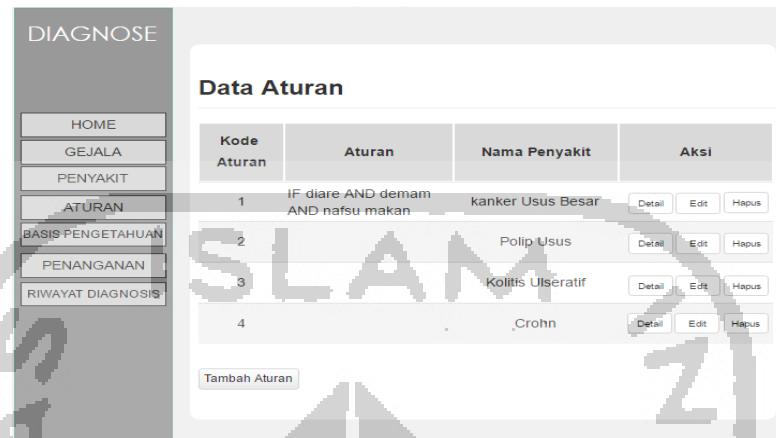 DIAGNOSE
HOME
GEJALA
PENYAKIT
ATURAN
BASIS PENGETAHUAN
PENANGANAN
RIWAYAT DIAGNOSIS
Data Aturan
Kode Aturan Aturan Nama Penyakit Aksi
1 IF diare AND demam AND nafsu makan kanker Usus Besar Detail Edit Hapus
2 Polip Usus Detail Edit Hapus
3 Kolitis Ulseratif Detail Edit Hapus
4 Crohn Detail Edit Hapus
Tambah Aturan
ISLAM